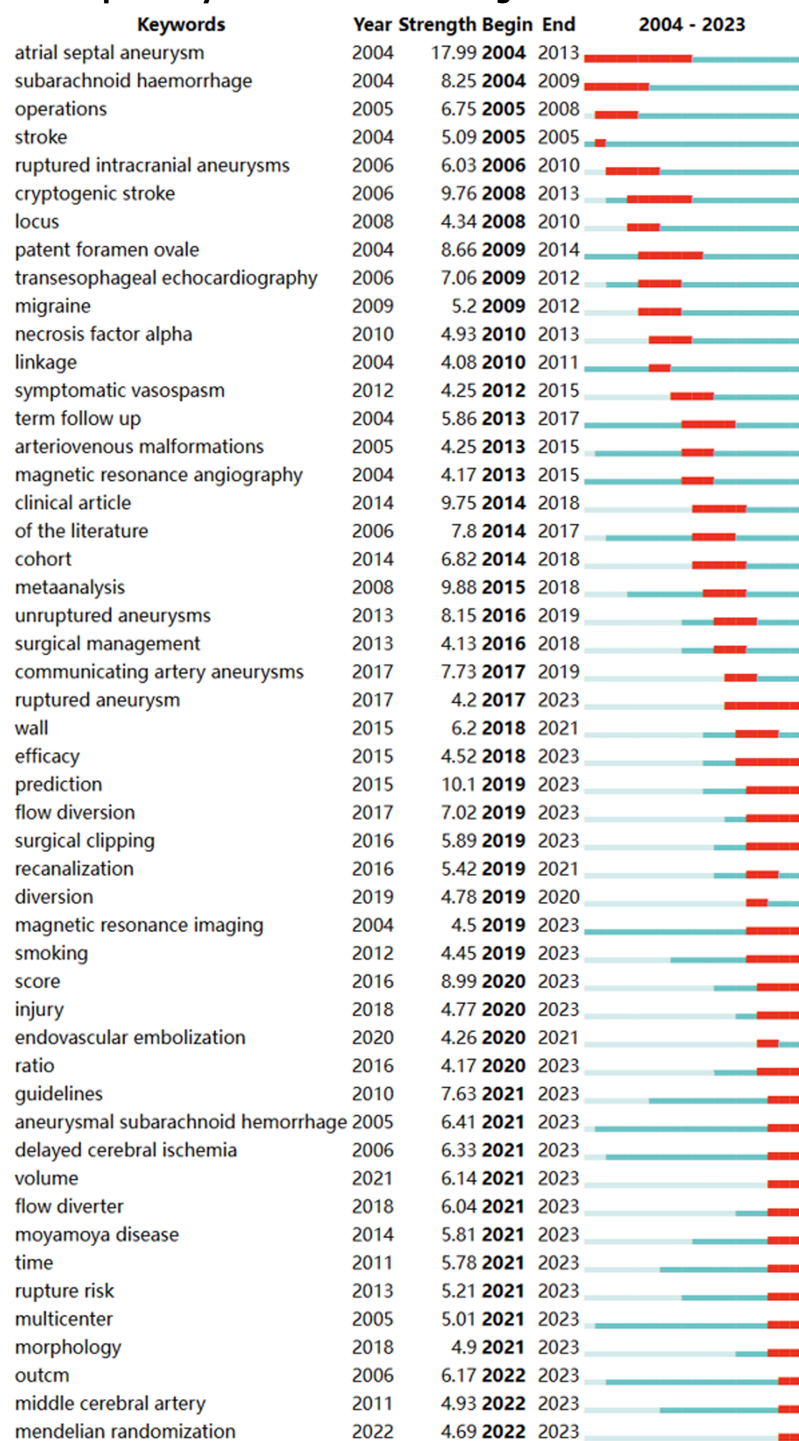 Keywords Year Strength Begin End 2004 - 2023
atrial septal aneurysm 2004 17.99 2004 2013
subarachnoid haemorrhage 2004 8.25 2004 2009
operations 2005 6.75 2005 2008
stroke 2004 5.09 2005 2005
ruptured intracranial aneurysms 2006 6.03 2006 2010
cryptogenic stroke 2006 9.76 2008 2013
locus 2008 4.34 2008 2010
patent foramen ovale 2004 8.66 2009 2014
transesophageal echocardiography 2006 7.06 2009 2012
migraine 2009 5.2 2009 2012
necrosis factor alpha 2010 4.93 2010 2013
linkage 2004 4.08 2010 2011
symptomatic vasospasm 2012 4.25 2012 2015
term follow up 2004 5.86 2013 2017
arteriovenous malformations 2005 4.25 2013 2015
magnetic resonance angiography 2004 4.17 2013 2015
clinical article 2014 9.75 2014 2018
of the literature 2006 7.8 2014 2017
cohort 2014 6.82 2014 2018
metaanalysis 2008 9.88 2015 2018
unruptured aneurysms 2013 8.15 2016 2019
surgical management 2013 4.13 2016 2018
communicating artery aneurysms 2017 7.73 2017 2019
ruptured aneurysm 2017 4.2 2017 2023
wall 2015 6.2 2018 2021
efficacy 2015 4.52 2018 2023
prediction 2015 10.1 2019 2023
flow diversion 2017 7.02 2019 2023
surgical clipping 2016 5.89 2019 2023
recanalization 2016 5.42 2019 2021
diversion 2019 4.78 2019 2020
magnetic resonance imaging 2004 4.5 2019 2023
smoking 2012 4.45 2019 2023
score 2016 8.99 2020 2023
injury 2018 4.77 2020 2023
endovascular embolization 2020 4.26 2020 2021
ratio 2016 4.17 2020 2023
guidelines 2010 7.63 2021 2023
aneurysmal subarachnoid hemorrhage 2005 6.41 2021 2023
delayed cerebral ischemia 2006 6.33 2021 2023
volume 2021 6.14 2021 2023
flow diverter 2018 6.04 2021 2023
moyamoya disease 2014 5.81 2021 2023
time 2011 5.78 2021 2023
rupture risk 2013 5.21 2021 2023
multicenter 2005 5.01 2021 2023
morphology 2018 4.9 2021 2023
outcm 2006 6.17 2022 2023
middle cerebral artery 2011 4.93 2022 2023
mendelian randomization 2022 4.69 2022 2023